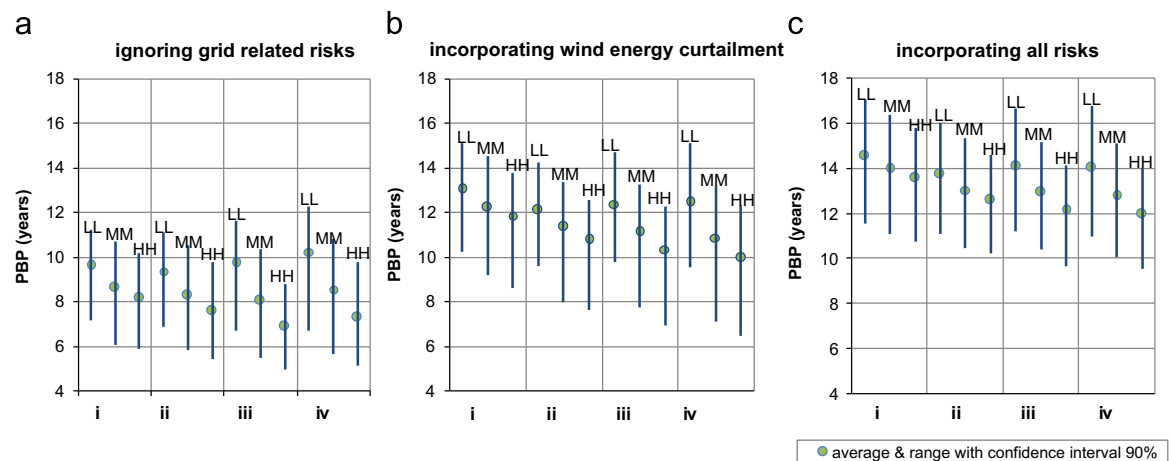 a
ignoring grid related risks
PBP (years)
18
16
14
12
10
8
6
4
LL
MM
HH
LL
MM
HH
LL
MM
HH
LL
MM
HH
i
ii
iii
iv
b
incorporating wind energy curtailment
PBP (years)
18
16
14
12
10
8
6
4
LL
MM
HH
LL
MM
HH
LL
MM
HH
LL
MM
HH
i
ii
iii
iv
c
incorporating all risks
PBP (years)
18
16
14
12
10
8
6
4
LL
MM
HH
LL
MM
HH
LL
MM
HH
LL
MM
HH
i
ii
iii
iv
average & range with confidence interval 90%